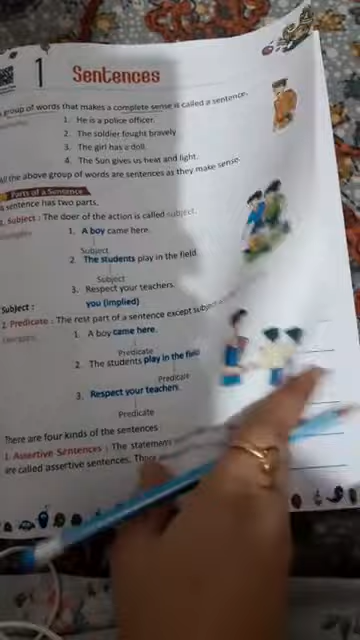 1 Sentences
group of words that makes a complete sense is called a sentence.
1. He is a police officer.
2. The soldier fought bravely
3. The girl has a doll.
4. The Sun gives us heat and light.
All the above group of words are sentences as they make sense.
Parts of a Sentence
a sentence has two parts.
1. Subject : The doer of the action is called subject.
1. A boy came here.
Subject
2. The students play in the field.
Subject
3. Respect your teachers.
Subject : you (implied)
2. Predicate : The rest part of a sentence except subject
1. A boy came here.
Predicate
2. The students play in the field
Predicate
3. Respect your teachers.
Predicate
There are four kinds of the sentences
1. Assertive Sentences : The statements
are called assertive sentences.